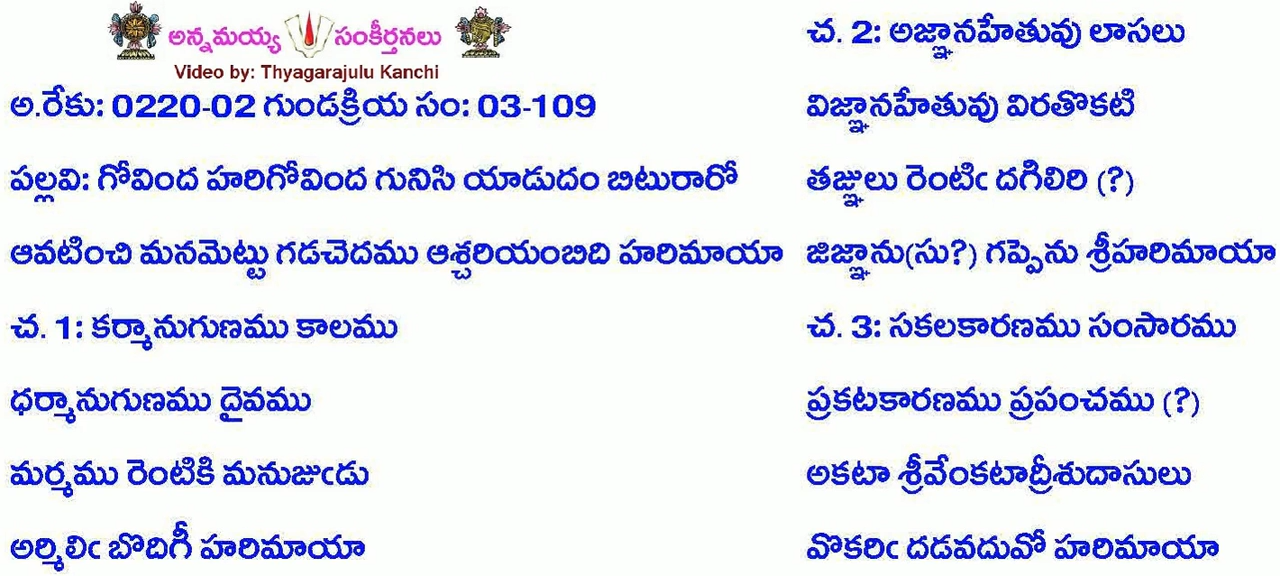 అన్నమయ్య సంకీర్తనలు
Video by: Thyagarajulu Kanchi
అ.రేకు: 0220-02 గుండక్రియ సం: 03-109
పల్లవి: గోవింద హరిగోవింద గునిసి యాడుదం బిటురారో
ఆవటించి మనమెట్టు గడచెదము ఆశ్చరియంబిది హరిమాయా
చ. 1: కర్మానుగుణము కాలము
ధర్మానుగుణము దైవము
మర్మము రెంటికి మనుజుఁడు
అర్మిలిఁ బొదిగీ హరిమాయా
చ. 2: అజ్ఞానహేతువు లాసలు
విజ్ఞానహేతువు విరతొకటి
తజ్ఞులు రెంటిఁ దగిలిరి (?)
జిజ్ఞాను(సు?) గప్పెను శ్రీహరిమాయా
చ. 3: సకలకారణము సంసారము
ప్రకటకారణము ప్రపంచము (?)
అకటా శ్రీవేంకటాద్రీశుదాసులు
వొకరిఁ దడవదువో హరిమాయా